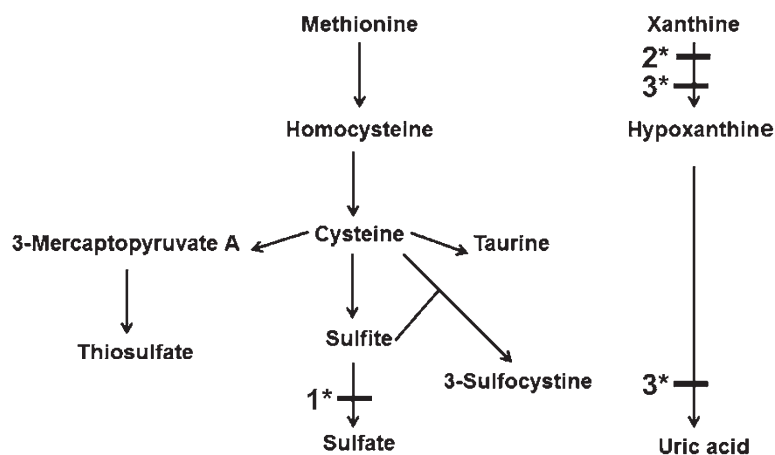 Methionine
Xanthine
2*
3*
Homocysteine
Hypoxanthine
3-Mercaptopyruvate A
Cysteine
Taurine
Sulfite
Thiosulfate
3-Sulfocystine
1*
3*
Sulfate
Uric acid